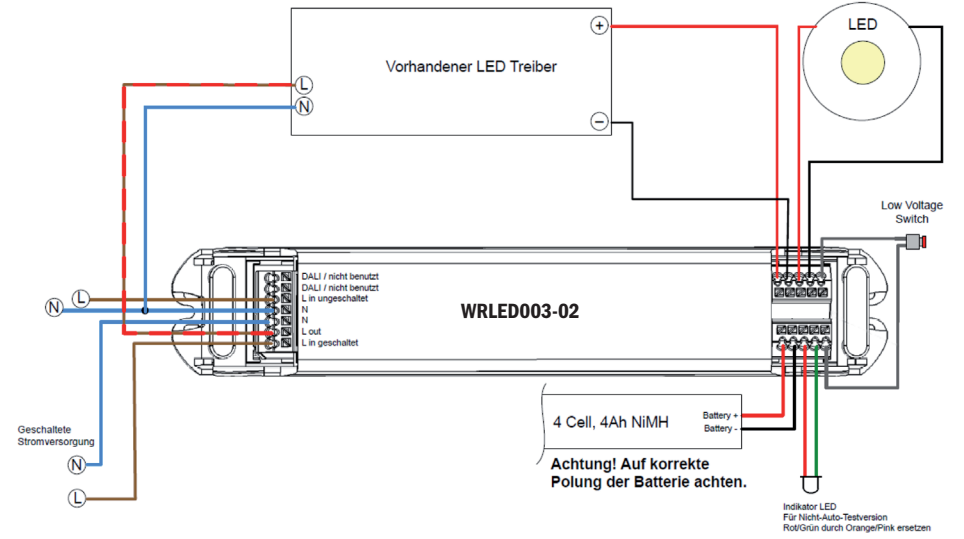 Vorhandener LED Treiber
+
−
L
N
LED
Low Voltage
Switch
DALI / nicht benutzt
DALI / nicht benutzt
L in ungeschaltet
N
N
L out
L in geschaltet
L
N
WRLED003-02
4 Cell, 4Ah NiMH
Battery +
Battery -
Achtung! Auf korrekte
Polung der Batterie achten.
Geschaltete
Stromversorgung
N
L
Indikator LED
Für Nicht-Auto-Testversion
Rot/Grün durch Orange/Pink ersetzen